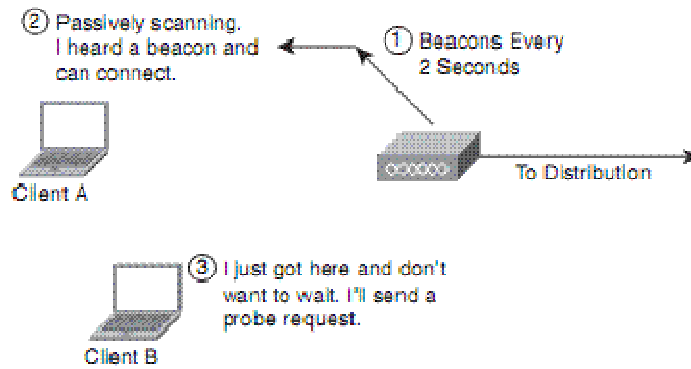 ② Passively scanning.
I heard a beacon and
can connect.
① Beacons Every
2 Seconds
Client A
To Distribution
③ I just got here and don't
want to wait. I'll send a
probe request.
Client B